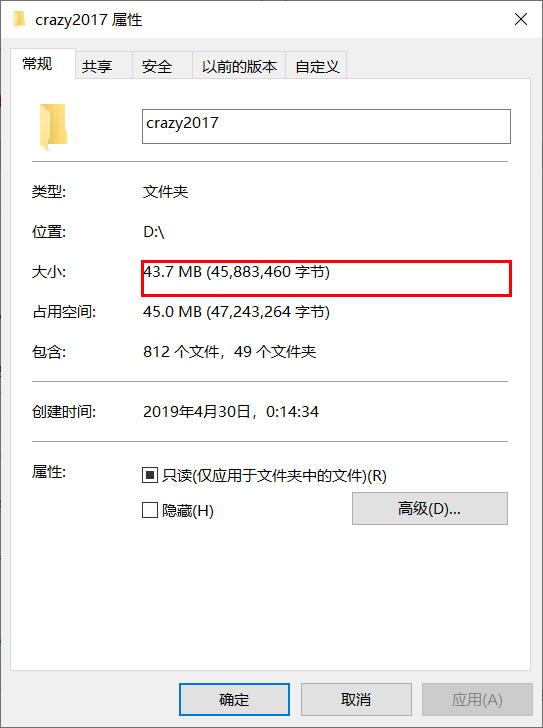 crazy2017 属性
常规 共享 安全 以前的版本 自定义
crazy2017
类型: 文件夹
位置: D:\
大小: 43.7 MB (45,883,460 字节)
占用空间: 45.0 MB (47,243,264 字节)
包含: 812 个文件，49 个文件夹
创建时间: 2019年4月30日，0:14:34
属性: 只读(仅应用于文件夹中的文件)(R)
隐藏(H) 高级(D)...
确定 取消 应用(A)